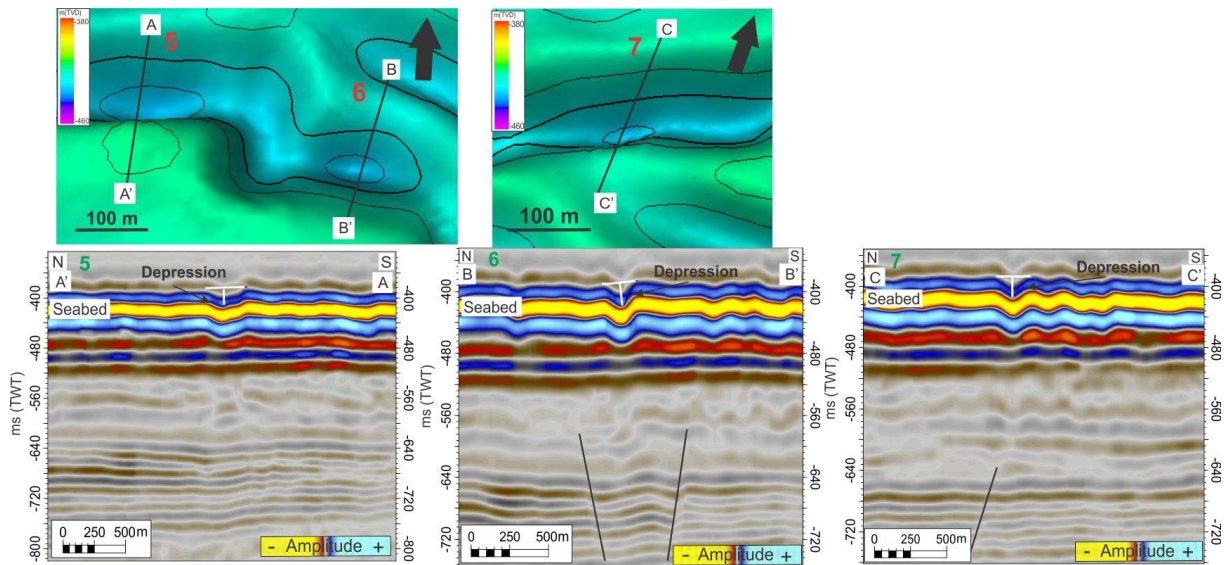 m(TVD)
-380
-460
A
5
B
6
A'
B'
100 m
m(TVD)
-380
-460
C
7
C'
100 m
N
5
S
A'
Depression
A
-400
Seabed
-480
-560
-640
-720
-800
ms (TWT)
-400
-480
-560
-640
-720
-800
0 250 500m
- Amplitude +
N
6
S
B
Depression
B'
-400
Seabed
-480
-560
-640
-720
ms (TWT)
-400
-480
-560
-640
-720
0 250 500m
- Amplitude +
N
7
S
C
Depression
C'
-400
Seabed
-480
-560
-640
-720
ms (TWT)
-400
-480
-560
-640
-720
0 250 500m
- Amplitude +